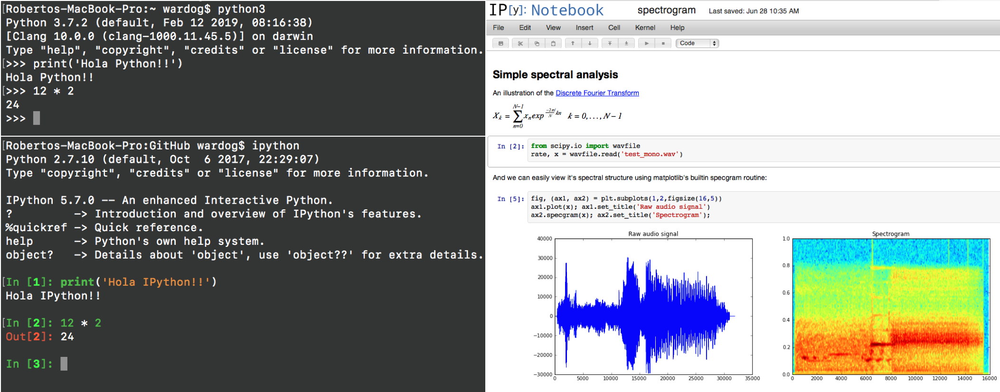 [Robertos-MacBook-Pro:~ wardog$ python3
Python 3.7.2 (default, Feb 12 2019, 08:16:38)
[Clang 10.0.0 (clang-1000.11.45.5)] on darwin
Type "help", "copyright", "credits" or "license" for more information.
[>>> print('Hola Python!!')
Hola Python!!
[>>> 12 * 2
24
>>>
[Robertos-MacBook-Pro:GitHub wardog$ ipython
Python 2.7.10 (default, Oct  6 2017, 22:29:07)
Type "copyright", "credits" or "license" for more information.
IPython 5.7.0 -- An enhanced Interactive Python.
?         -> Introduction and overview of IPython's features.
%quickref -> Quick reference.
help      -> Python's own help system.
object?   -> Details about 'object', use 'object??' for extra details.
[In [1]: print('Hola IPython!!')
Hola IPython!!
[In [2]: 12 * 2
Out[2]: 24
In [3]:
IP[y]: Notebook spectrogram Last saved: Jun 28 10:35 AM
File Edit View Insert Cell Kernel Help
Code
Simple spectral analysis
An illustration of the Discrete Fourier Transform
X_k = ∑_{n=0}^{N−1} x_n exp^{\frac{−2πi}{N} kn} k = 0, . . . , N − 1
In [2]: from scipy.io import wavfile
rate, x = wavfile.read('test_mono.wav')
And we can easily view it's spectral structure using matplotlib's builtin specgram routine:
In [5]: fig, (ax1, ax2) = plt.subplots(1,2,figsize(16,5))
ax1.plot(x); ax1.set_title('Raw audio signal')
ax2.specgram(x); ax2.set_title('Spectrogram');
Raw audio signal
40000
30000
20000
10000
0
−10000
−20000
−30000
0 5000 10000 15000 20000 25000 30000 35000
Spectrogram
1.0
0.8
0.6
0.4
0.2
0.0
0 2000 4000 6000 8000 10000 12000 14000 16000